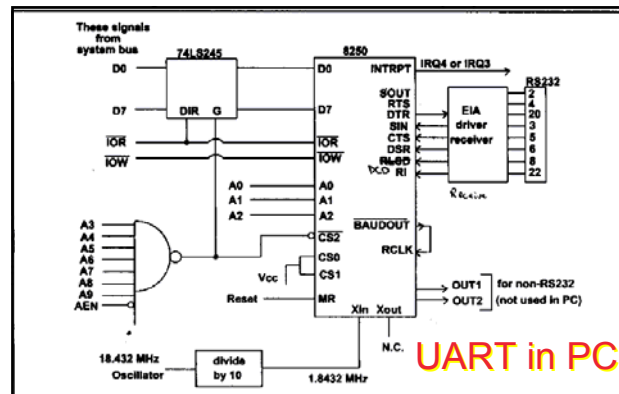 These signals
from
system bus
74LS245
8250
D0
D0
INTRPT
IRQ4 or IRQ3
RS232
D7
D7
DIR
G
SOUT
RTS
DTR
SIN
CTS
DSR
RLSD
DCD
RI
EIA
driver
receiver
2
4
20
3
5
6
8
22
Receive
IOR
IOR
IOW
IOW
A0
A0
A1
A1
A2
A2
A3
A4
A5
A6
A7
A8
A9
AEN
CS2
CS0
CS1
Vcc
Reset
MR
BAUDOUT
RCLK
OUT1
OUT2
for non-RS232
(not used in PC)
Xin
Xout
N.C.
18.432 MHz
Oscillator
divide
by 10
1.8432 MHz
UART in PC